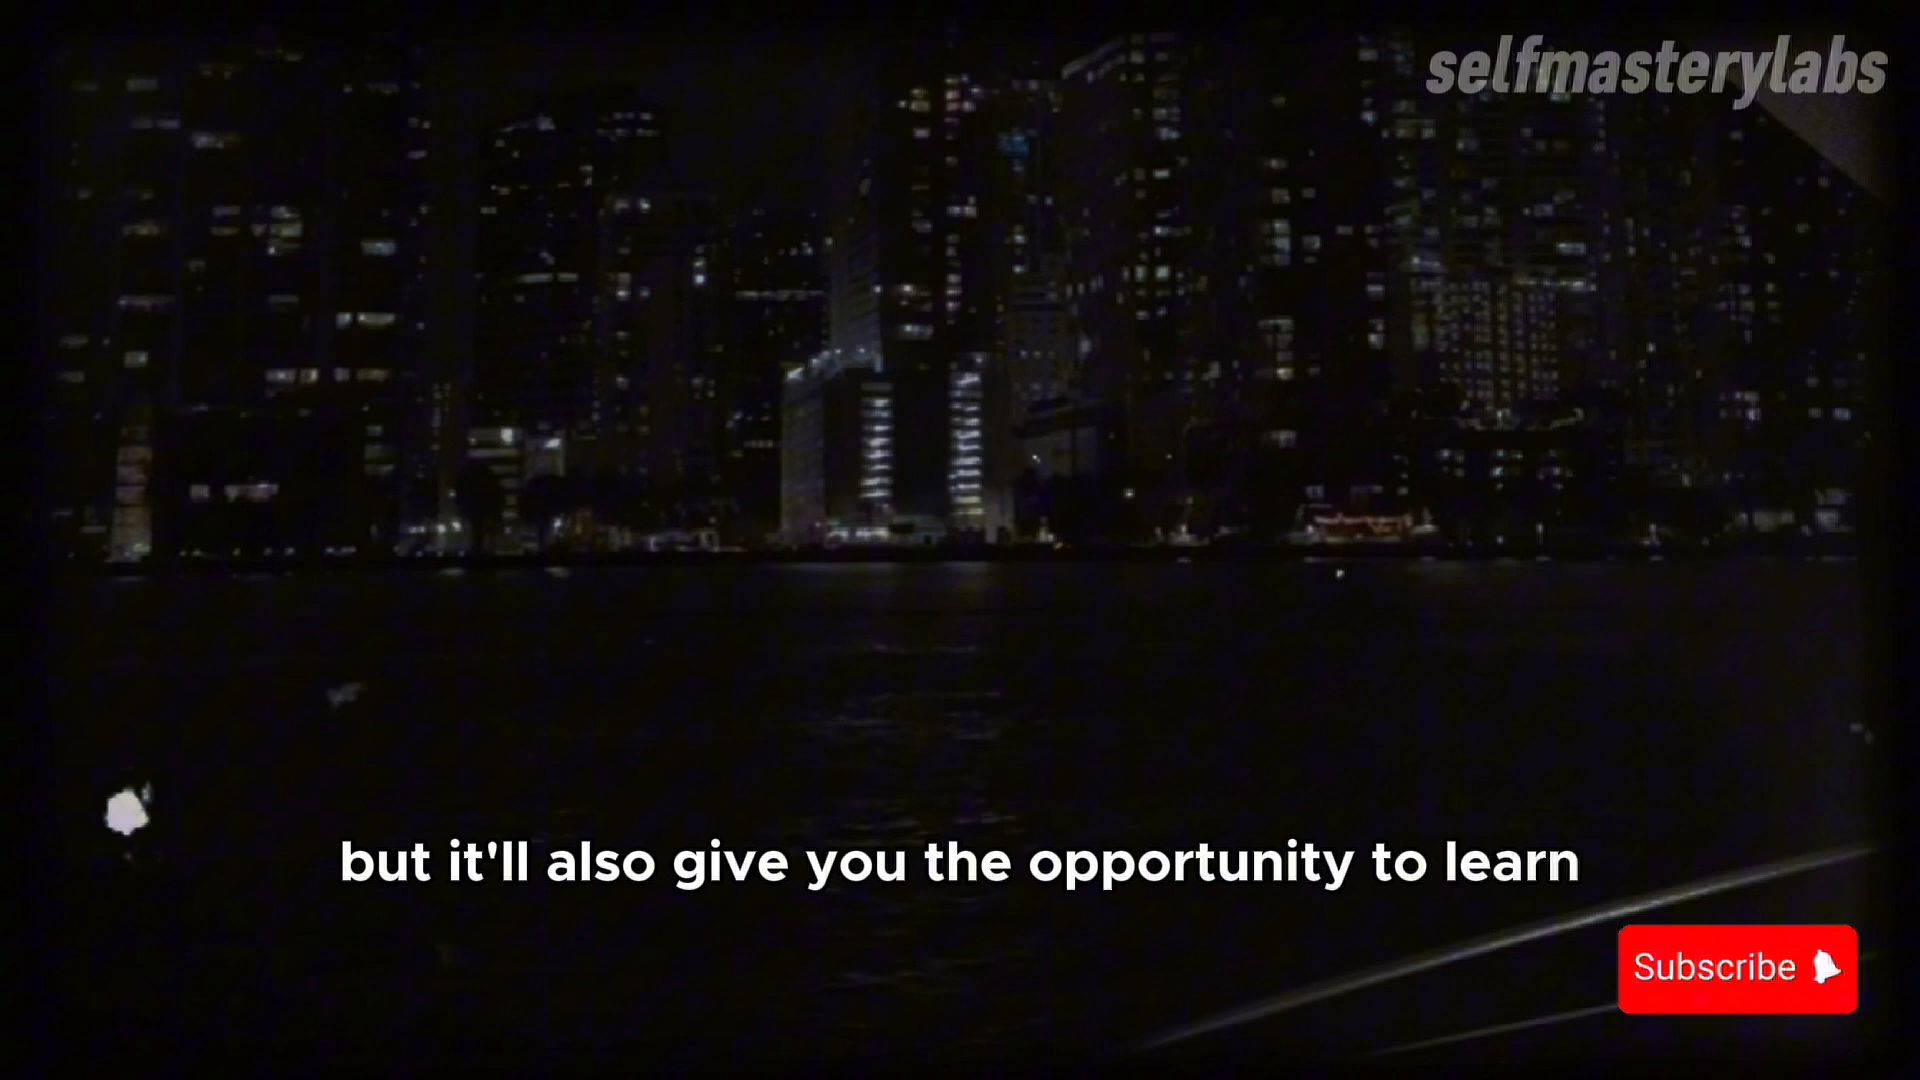 selfmasterylabs
but it'll also give you the opportunity to learn
Subscribe